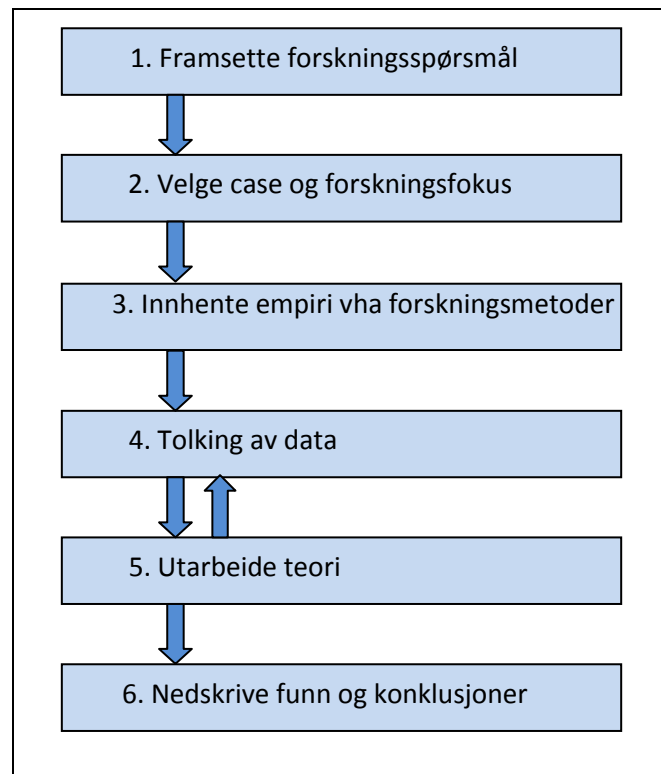 1. Framsette forskningsspørsmål
2. Velge case og forskningsfokus
3. Innhente empiri vha forskningsmetoder
4. Tolking av data
5. Utarbeide teori
6. Nedskrive funn og konklusjoner